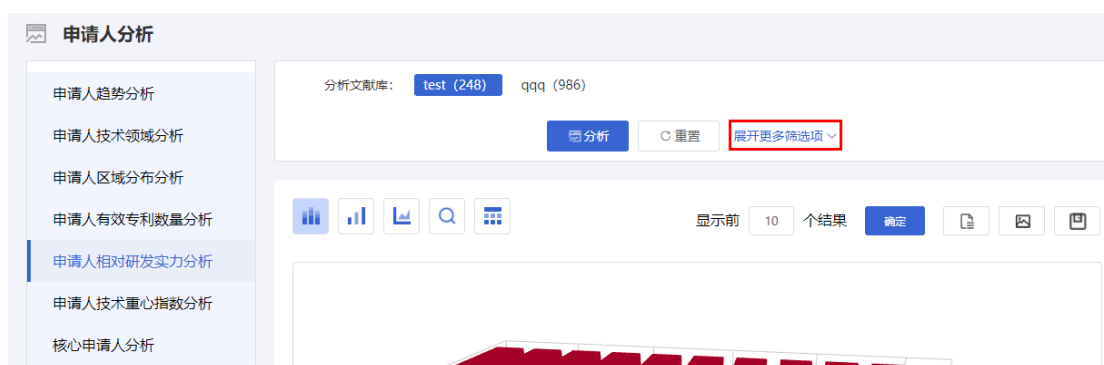 申请人分析
申请人趋势分析
申请人技术领域分析
申请人区域分布分析
申请人有效专利数量分析
申请人相对研发实力分析
申请人技术重心指数分析
核心申请人分析
分析文献库： test（248） qqq（986）
分析 重置 展开更多筛选项
显示前 10 个结果 确定